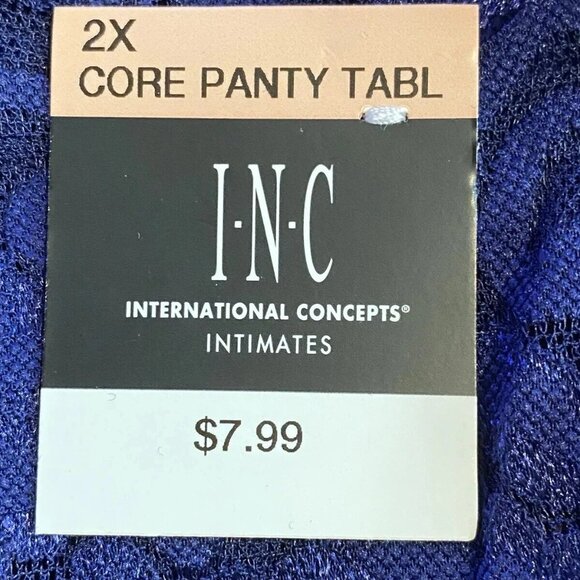 2X
CORE PANTY TABL
I·N·C
INTERNATIONAL CONCEPTS®
INTIMATES
$7.99